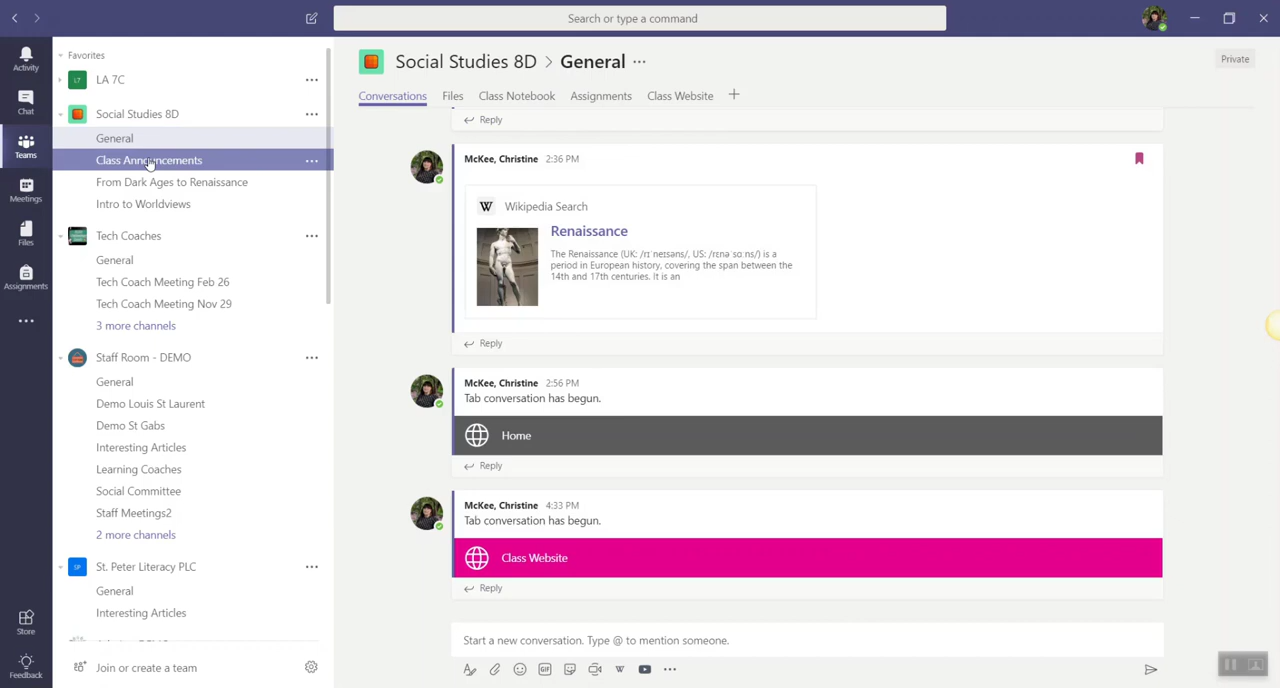 Search or type a command
Activity
Chat
Teams
Meetings
Files
Assignments
Store
Feedback
Favorites
L7 LA 7C
Social Studies 8D
General
Class Announcements
From Dark Ages to Renaissance
Intro to Worldviews
Tech Coaches
General
Tech Coach Meeting Feb 26
Tech Coach Meeting Nov 29
3 more channels
Staff Room - DEMO
General
Demo Louis St Laurent
Demo St Gabs
Interesting Articles
Learning Coaches
Social Committee
Staff Meetings2
2 more channels
SP St. Peter Literacy PLC
General
Interesting Articles
Join or create a team
Social Studies 8D > General ...
Private
Conversations Files Class Notebook Assignments Class Website +
Reply
McKee, Christine 2:36 PM
W Wikipedia Search
Renaissance
The Renaissance (UK: /rɪˈneɪsəns/, US: /rɛnəˈsɑːns/) is a
period in European history, covering the span between the
14th and 17th centuries. It is an
Reply
McKee, Christine 2:56 PM
Tab conversation has begun.
Home
Reply
McKee, Christine 4:33 PM
Tab conversation has begun.
Class Website
Reply
Start a new conversation. Type @ to mention someone.
GIF
W